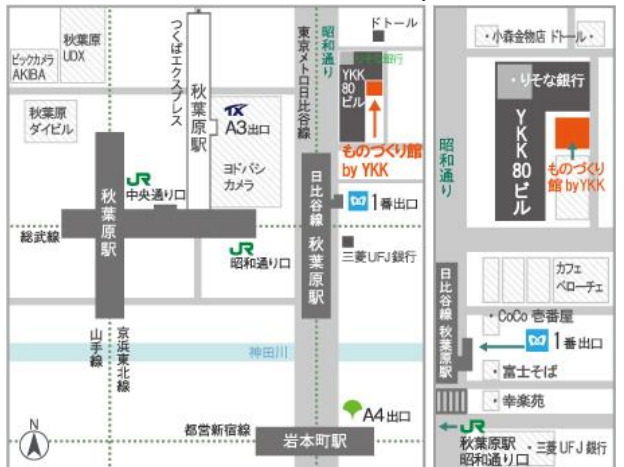 ドトール
秋葉原
UDX
ビックカメラ
AKIBA
つくばエクスプレス
秋葉原駅
東京メトロ日比谷線
昭和通り
りそな銀行
YKK
80
ビル
秋葉原
ダイビル
TX
A3出口
ヨドバシ
カメラ
ものづくり館
by YKK
JR
中央通り口
秋葉原駅
日比谷線 秋葉原駅
1番出口
総武線
JR
昭和通り口
三菱UFJ銀行
山手線
京浜東北線
神田川
N
都営新宿線
A4出口
岩本町駅
・小森金物店 ドトール・
・りそな銀行
YKK80ビル
昭和通り
ものづくり
館 by YKK
カフェ
ベローチェ
日比谷線 秋葉原駅
・CoCo 壱番屋
1番出口
・富士そば
・幸楽苑
JR
秋葉原駅
昭和通り口
・三菱UFJ銀行